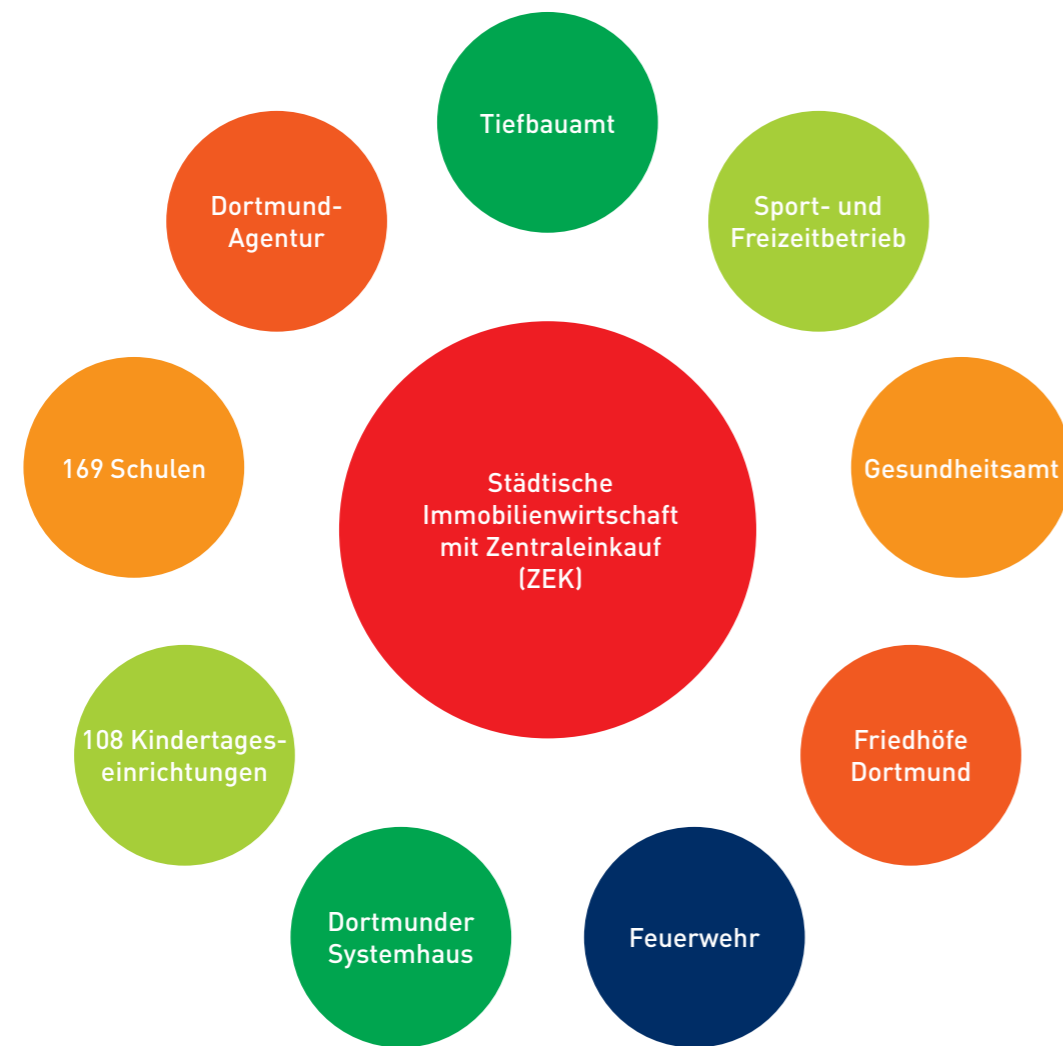 Tiefbauamt
Dortmund-
Agentur
Sport- und
Freizeitbetrieb
169 Schulen
Gesundheitsamt
Städtische
Immobilienwirtschaft
mit Zentraleinkauf
(ZEK)
108 Kindertages-
einrichtungen
Friedhöfe
Dortmund
Dortmunder
Systemhaus
Feuerwehr